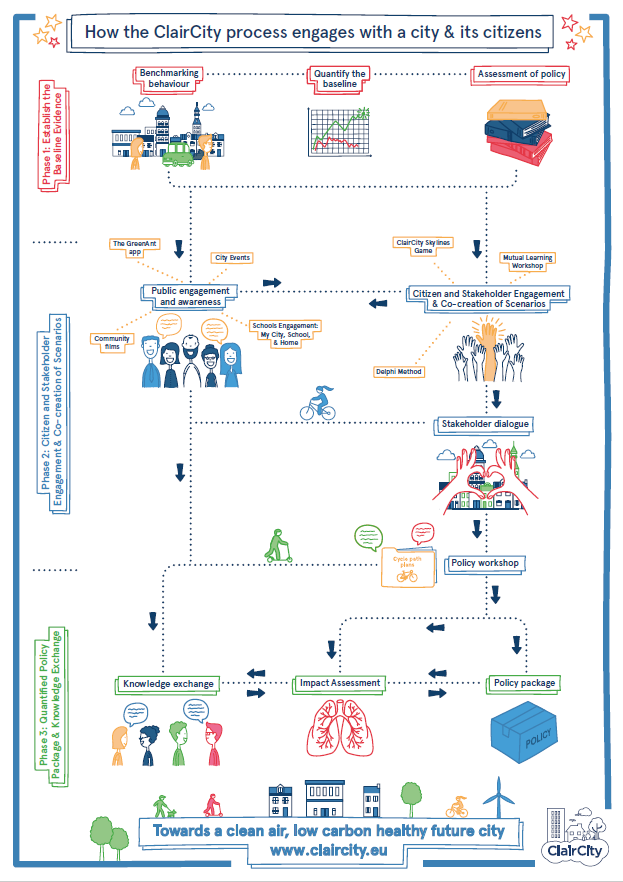 How the ClairCity process engages with a city & its citizens
Phase 1: Establish the
Baseline Evidence
Benchmarking
behaviour
Quantify the
baseline
Assessment of policy
Phase 2: Citizen and Stakeholder
Engagement & Co-creation of Scenarios
The GreenAnt
app
City Events
Public engagement
and awareness
Community
films
Schools Engagement:
My City, School,
& Home
ClairCity Skylines
Game
Mutual Learning
Workshop
Citizen and Stakeholder Engagement
& Co-creation of Scenarios
Delphi Method
Stakeholder dialogue
Cycle path
plans
Policy workshop
Phase 3: Quantified Policy
Package & Knowledge Exchange
Knowledge exchange
Impact Assessment
Policy package
POLICY
Towards a clean air, low carbon healthy future city
www.claircity.eu
ClairCity